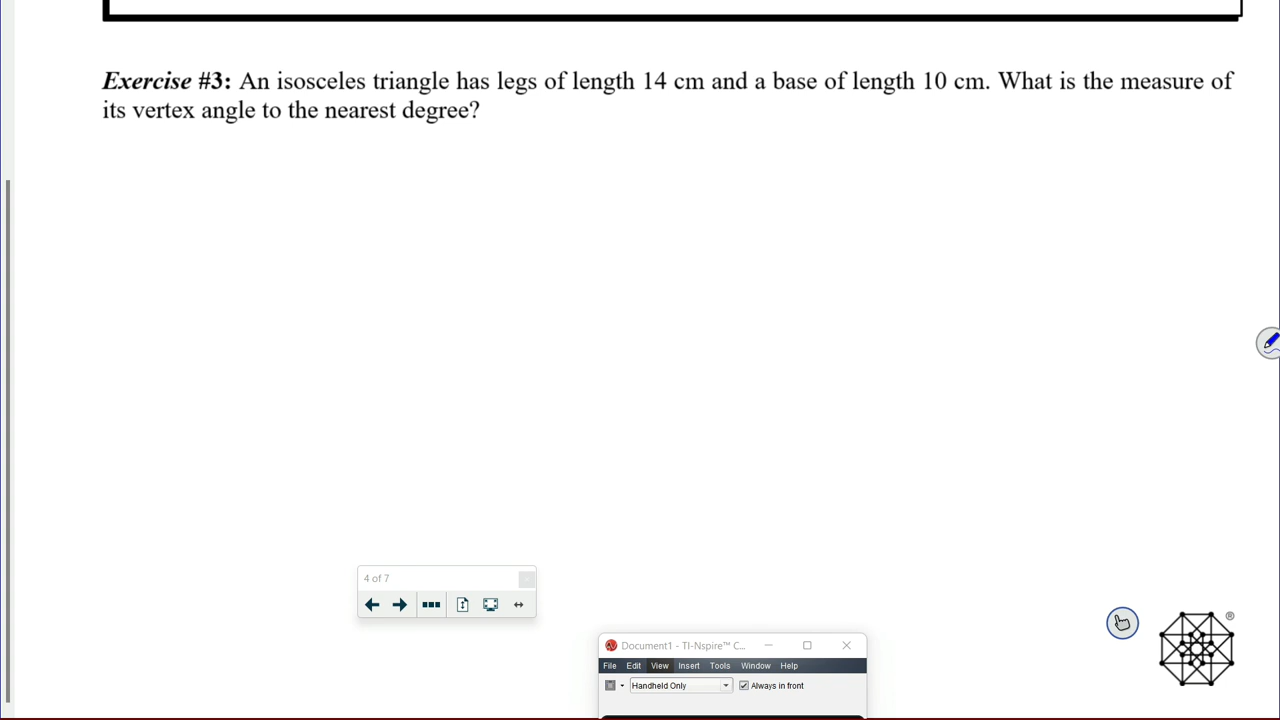 Exercise #3: An isosceles triangle has legs of length 14 cm and a base of length 10 cm. What is the measure of
its vertex angle to the nearest degree?
4 of 7
®
Document1 - TI-Nspire™ C...
File Edit View Insert Tools Window Help
Handheld Only Always in front